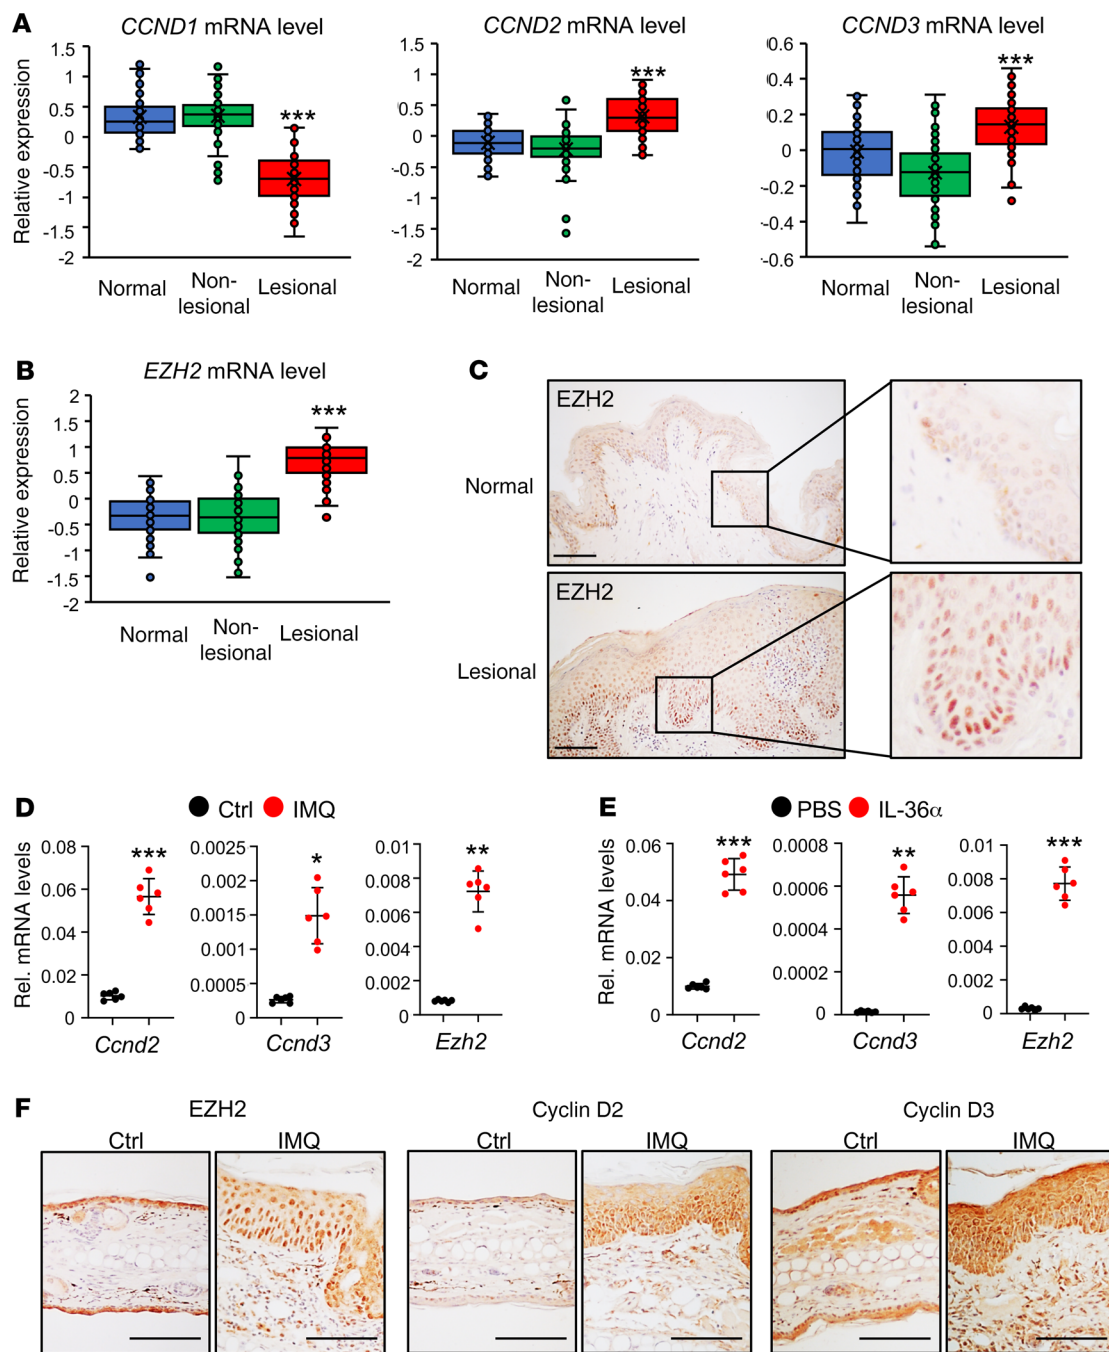 A
CCND1 mRNA level
CCND2 mRNA level
CCND3 mRNA level
Relative expression
1.5
1
0.5
0
-0.5
-1
-1.5
-2
***
Normal
Non-
lesional
Lesional
1.5
1
0.5
0
-0.5
-1
-1.5
-2
***
Normal
Non-
lesional
Lesional
0.6
0.4
0.2
0
-0.2
-0.4
-0.6
***
Normal
Non-
lesional
Lesional
B
EZH2 mRNA level
Relative expression
2
1.5
1
0.5
0
-0.5
-1
-1.5
-2
***
Normal
Non-
lesional
Lesional
C
Normal
EZH2
Lesional
EZH2
D
Ctrl IMQ
Rel. mRNA levels
0.08
0.06
0.04
0.02
0
***
Ccnd2
0.0025
0.002
0.0015
0.001
0.0005
0
*
Ccnd3
0.01
0.008
0.006
0.004
0.002
0
**
Ezh2
E
PBS IL-36α
Rel. mRNA levels
0.06
0.04
0.02
0
***
Ccnd2
0.0008
0.0006
0.0004
0.0002
0
**
Ccnd3
0.01
0.008
0.006
0.004
0.002
0
***
Ezh2
F
EZH2
Cyclin D2
Cyclin D3
Ctrl
IMQ
Ctrl
IMQ
Ctrl
IMQ